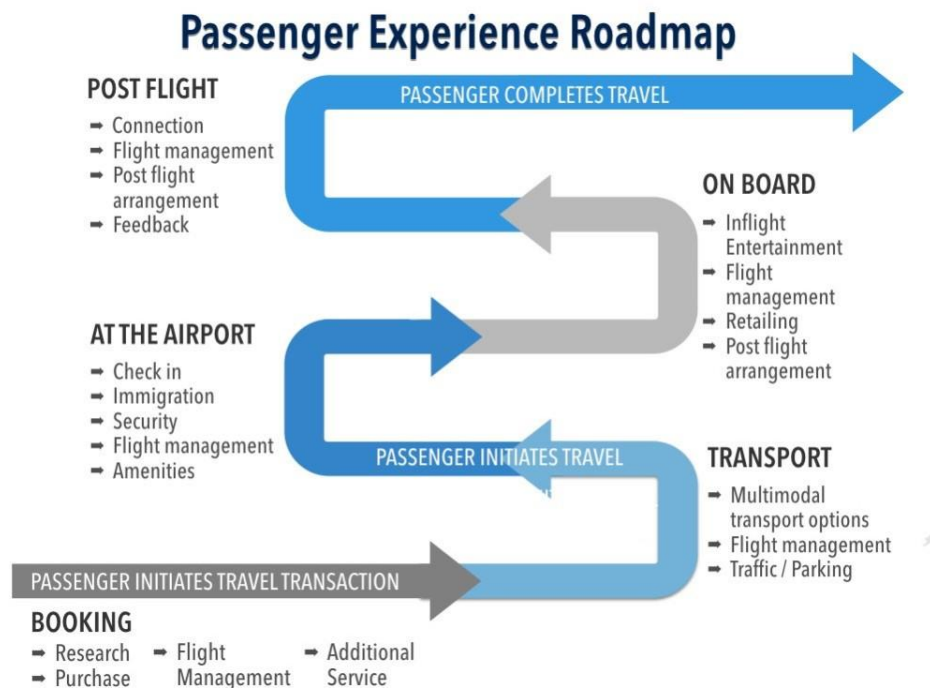 Passenger Experience Roadmap
POST FLIGHT
PASSENGER COMPLETES TRAVEL
➡ Connection
➡ Flight management
➡ Post flight
arrangement
➡ Feedback
ON BOARD
➡ Inflight
Entertainment
➡ Flight
management
➡ Retailing
➡ Post flight
arrangement
AT THE AIRPORT
➡ Check in
➡ Immigration
➡ Security
➡ Flight management
➡ Amenities
PASSENGER INITIATES TRAVEL
TRANSPORT
➡ Multimodal
transport options
➡ Flight management
➡ Traffic / Parking
PASSENGER INITIATES TRAVEL TRANSACTION
BOOKING
➡ Research
➡ Purchase
➡ Flight
Management
➡ Additional
Service